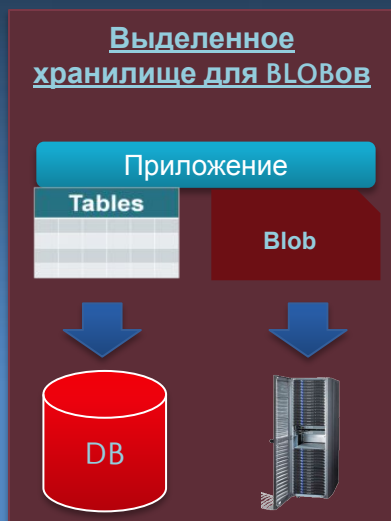 Выделенное
хранилище для BLOBов
Приложение
Tables
Blob
DB